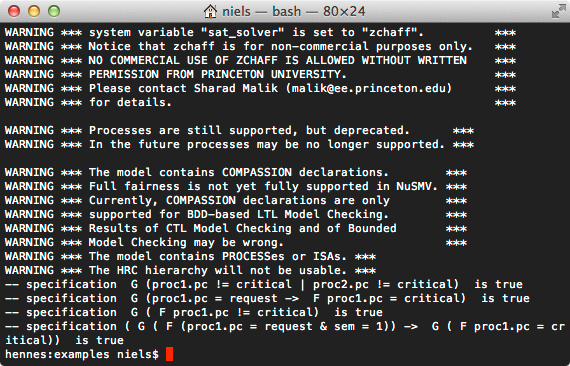 niels — bash — 80×24
WARNING *** system variable "sat_solver" is set to "zchaff". ***
WARNING *** Notice that zchaff is for non-commercial purposes only. ***
WARNING *** NO COMMERCIAL USE OF ZCHAFF IS ALLOWED WITHOUT WRITTEN ***
WARNING *** PERMISSION FROM PRINCETON UNIVERSITY. ***
WARNING *** Please contact Sharad Malik (malik@ee.princeton.edu) ***
WARNING *** for details. ***
WARNING *** Processes are still supported, but deprecated. ***
WARNING *** In the future processes may be no longer supported. ***
WARNING *** The model contains COMPASSION declarations. ***
WARNING *** Full fairness is not yet fully supported in NuSMV. ***
WARNING *** Currently, COMPASSION declarations are only ***
WARNING *** supported for BDD-based LTL Model Checking. ***
WARNING *** Results of CTL Model Checking and of Bounded ***
WARNING *** Model Checking may be wrong. ***
WARNING *** The model contains PROCESSes or ISAs. ***
WARNING *** The HRC hierarchy will not be usable. ***
-- specification  G (proc1.pc != critical | proc2.pc != critical)  is true
-- specification  G (proc1.pc = request ->  F proc1.pc = critical)  is true
-- specification  G ( F proc1.pc = critical)  is true
-- specification ( G ( F (proc1.pc = request & sem = 1)) ->  G ( F proc1.pc = cr
itical))  is true
hennes:examples niels$